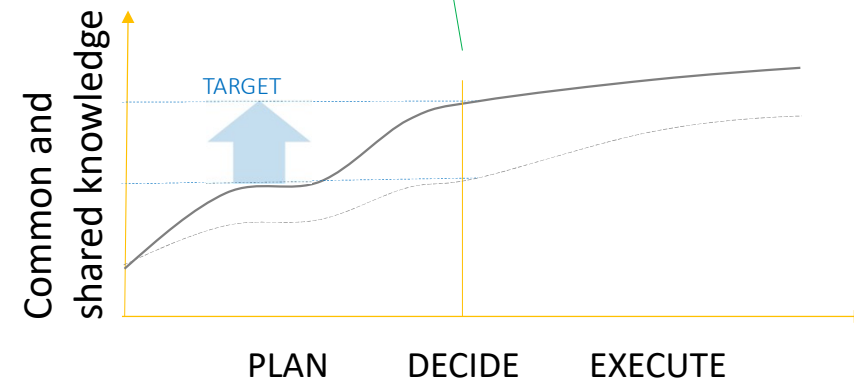 Common and
shared knowledge
TARGET
PLAN
DECIDE
EXECUTE